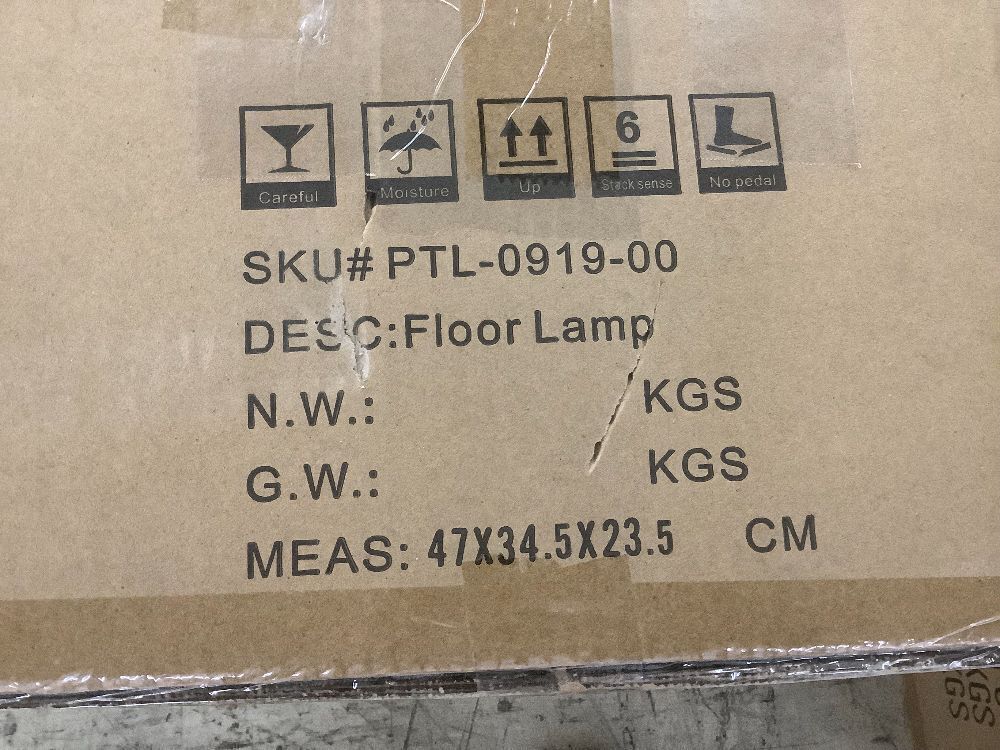 6
Careful Moisture Up Stack sense No pedal
SKU# PTL-0919-00
DESC:Floor Lamp
N.W.: KGS
G.W.: KGS
MEAS: 47X34.5X23.5 CM